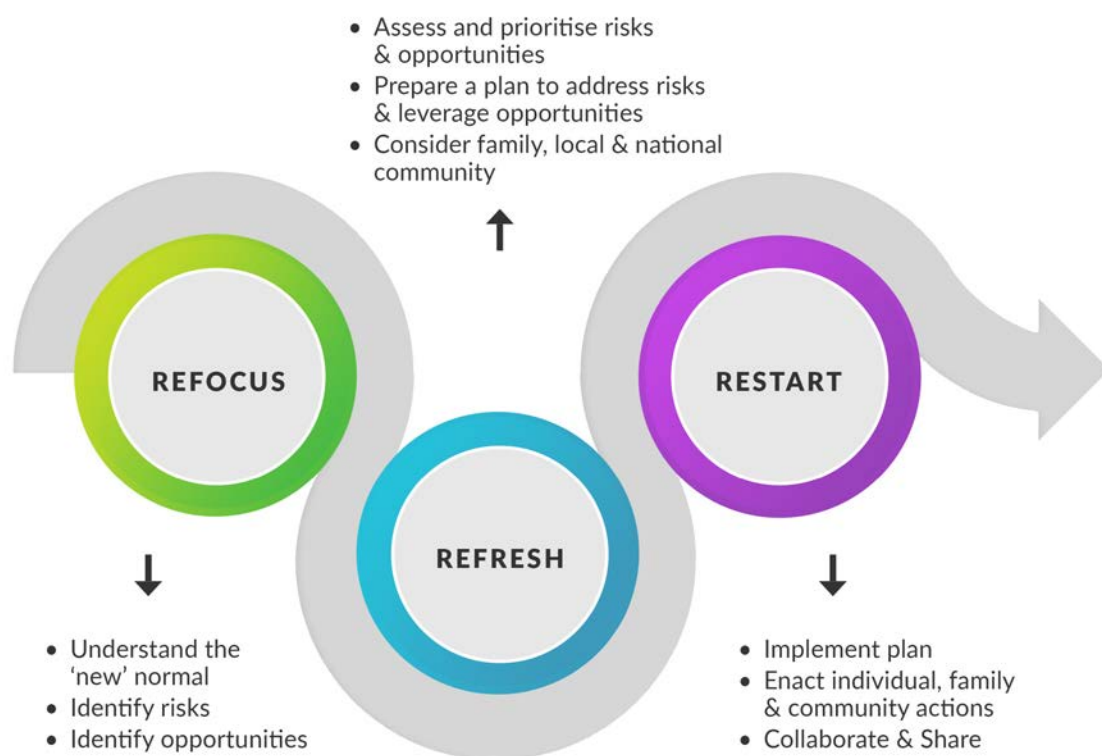 • Assess and prioritise risks
& opportunities
• Prepare a plan to address risks
& leverage opportunities
• Consider family, local & national
community
REFOCUS
RESTART
REFRESH
• Understand the
‘new’ normal
• Identify risks
• Identify opportunities
• Implement plan
• Enact individual, family
& community actions
• Collaborate & Share